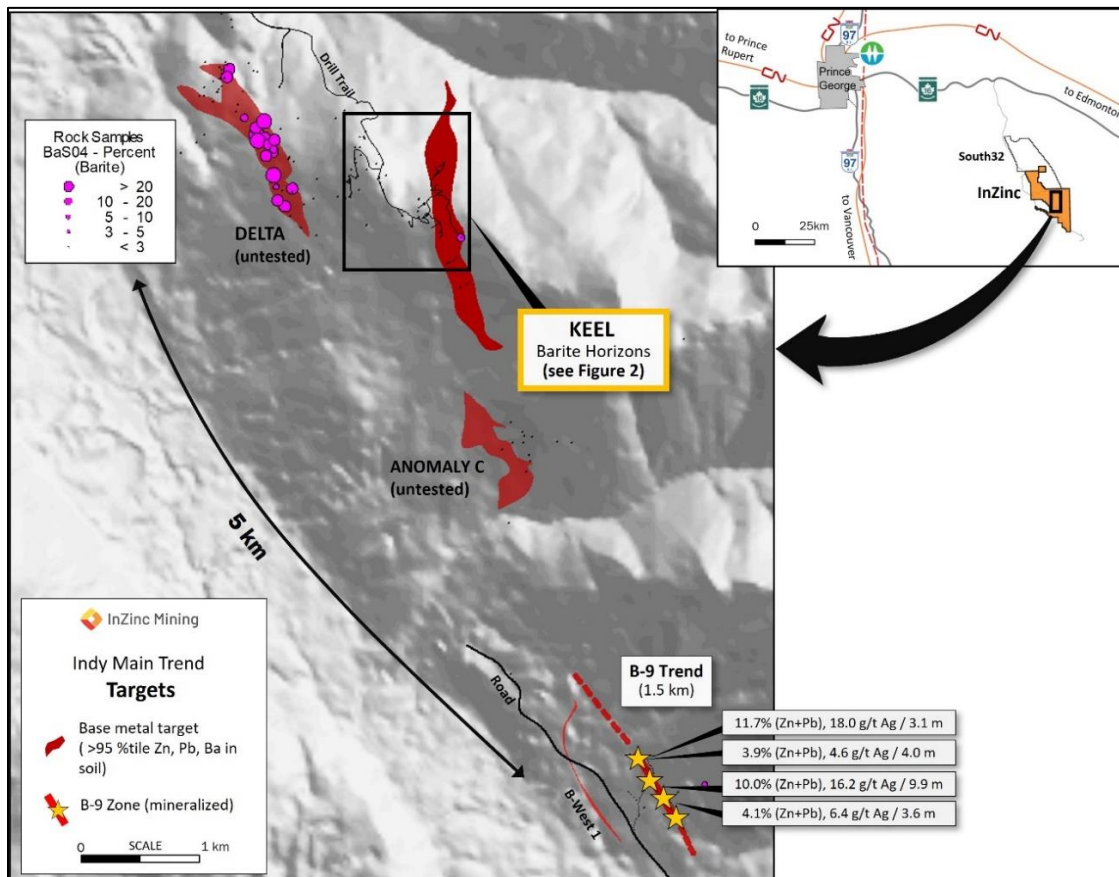 Drill Trail
Rock Samples
BaS04 - Percent
(Barite)
> 20
10 - 20
5 - 10
3 - 5
< 3
DELTA
(untested)
KEEL
Barite Horizons
(see Figure 2)
ANOMALY C
(untested)
5 km
InZinc Mining
Indy Main Trend
Targets
Base metal target
( >95 %tile Zn, Pb, Ba in
soil)
B-9 Zone (mineralized)
0 SCALE 1 km
Road
B-West 1
B-9 Trend
(1.5 km)
11.7% (Zn+Pb), 18.0 g/t Ag / 3.1 m
3.9% (Zn+Pb), 4.6 g/t Ag / 4.0 m
10.0% (Zn+Pb), 16.2 g/t Ag / 9.9 m
4.1% (Zn+Pb), 6.4 g/t Ag / 3.6 m
to Prince
Rupert
CN
97
CN
Prince
George
16
16
to Edmonton
97
South32
InZinc
to Vancouver
0 25km